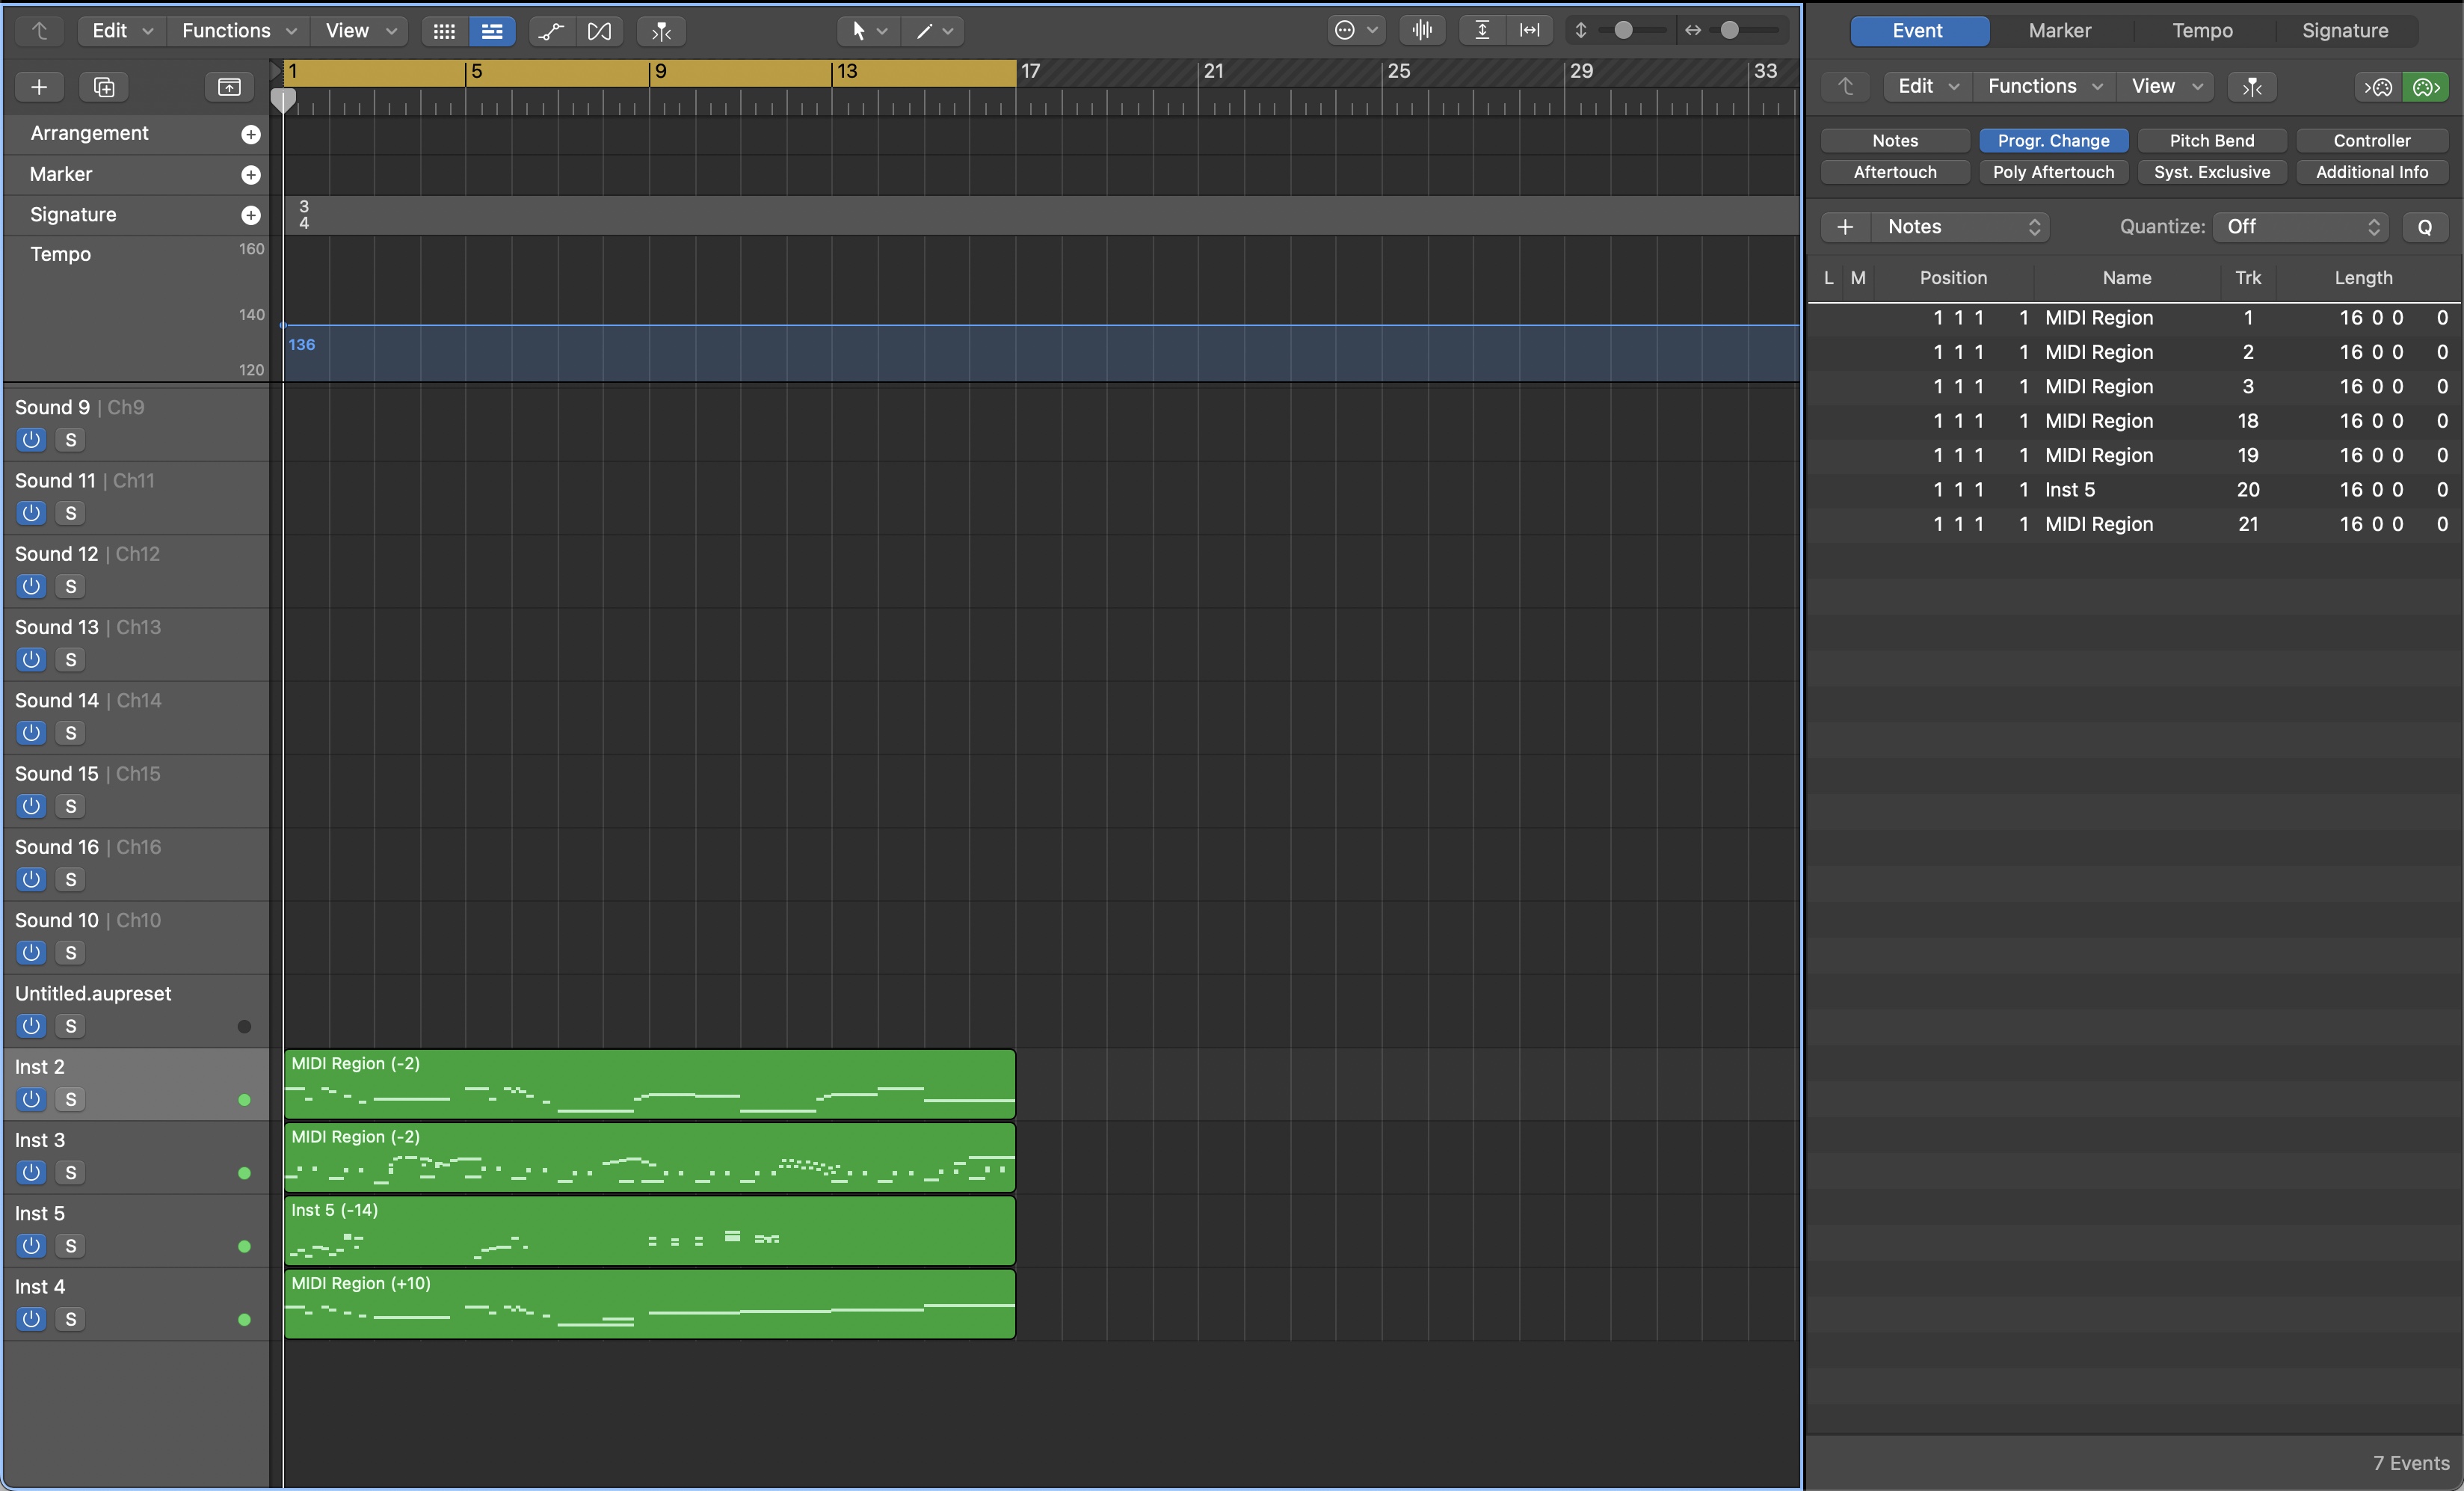 Edit Functions View
1 5 9 13 17 21 25 29 33
Arrangement
Marker
Signature
3
4
Tempo 160
140
136
120
Sound 9 | Ch9
S
Sound 11 | Ch11
S
Sound 12 | Ch12
S
Sound 13 | Ch13
S
Sound 14 | Ch14
S
Sound 15 | Ch15
S
Sound 16 | Ch16
S
Sound 10 | Ch10
S
Untitled.aupreset
S
Inst 2
S
MIDI Region (-2)
Inst 3
S
MIDI Region (-2)
Inst 5
S
Inst 5 (-14)
Inst 4
S
MIDI Region (+10)
Event Marker Tempo Signature
Edit Functions View
Notes Progr. Change Pitch Bend Controller
Aftertouch Poly Aftertouch Syst. Exclusive Additional Info
+ Notes Quantize: Off Q
L M Position Name Trk Length
1 1 1 1 MIDI Region 1 16 0 0 0
1 1 1 1 MIDI Region 2 16 0 0 0
1 1 1 1 MIDI Region 3 16 0 0 0
1 1 1 1 MIDI Region 18 16 0 0 0
1 1 1 1 MIDI Region 19 16 0 0 0
1 1 1 1 Inst 5 20 16 0 0 0
1 1 1 1 MIDI Region 21 16 0 0 0
7 Events